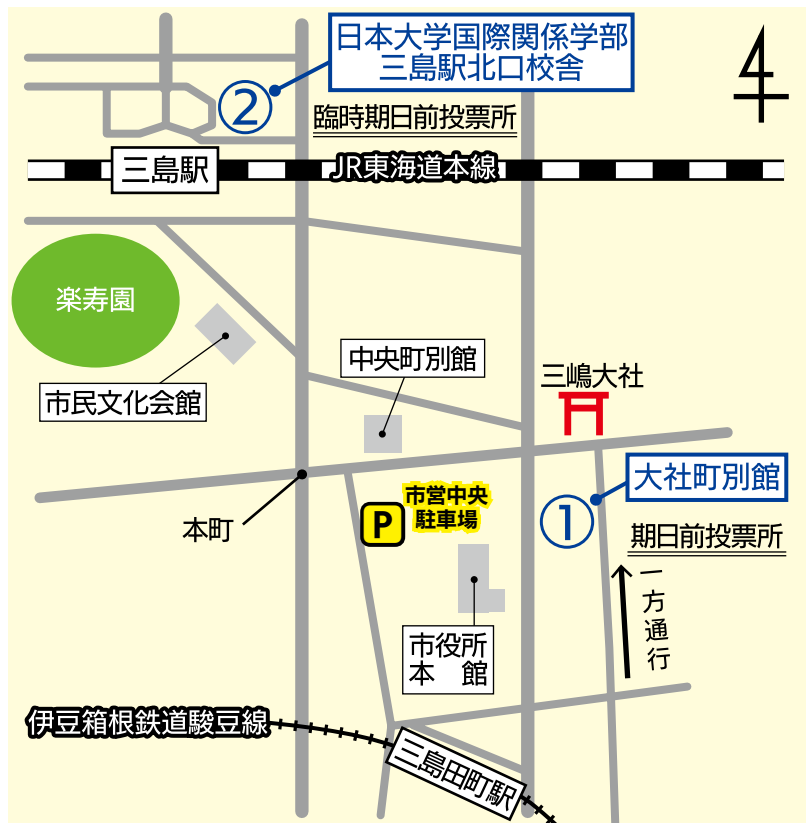 日本大学国際関係学部
三島駅北口校舎
②
臨時期日前投票所
三島駅
JR東海道本線
楽寿園
中央町別館
市民文化会館
三嶋大社
大社町別館
①
本町
P
市営中央
駐車場
期日前投票所
一方通行
市役所
本　館
伊豆箱根鉄道駿豆線
三島田町駅